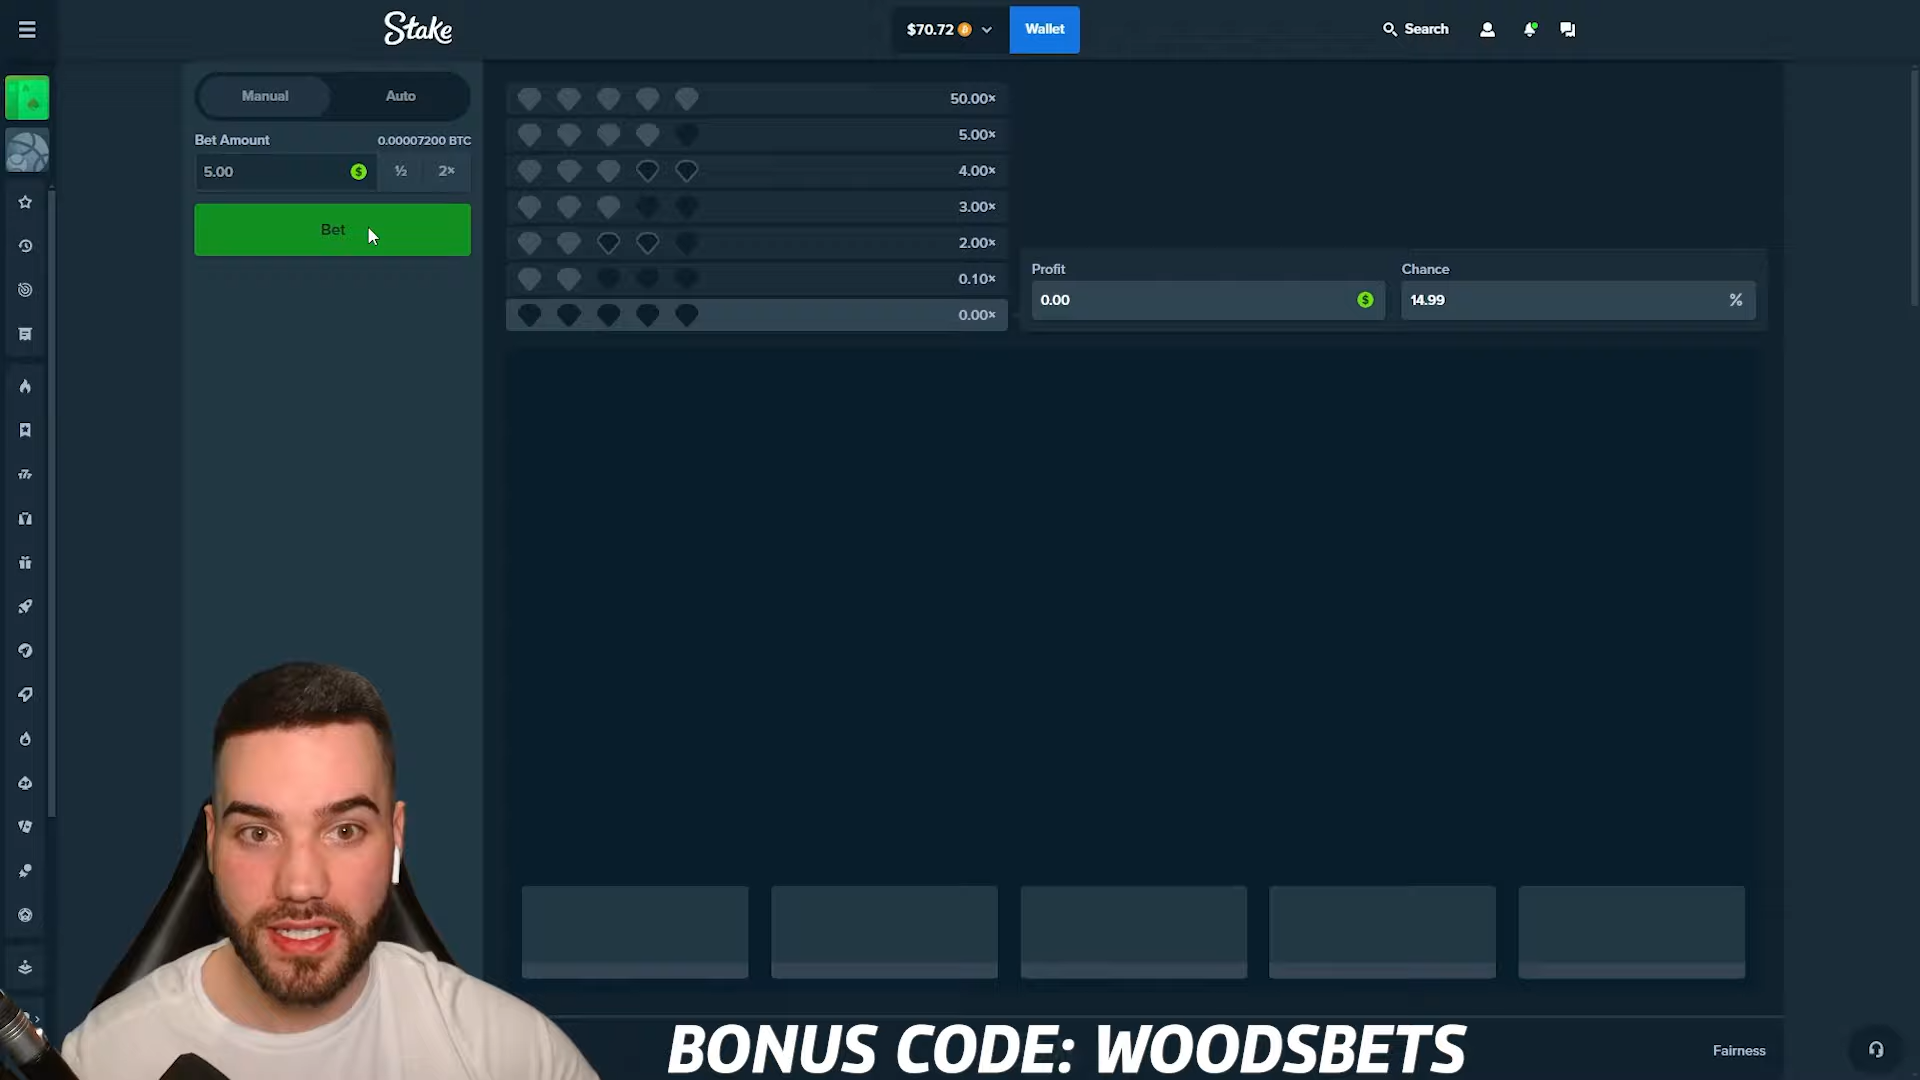 Stake
$70.72
Wallet
Search
Manual
Auto
Bet Amount
0.00007200 BTC
5.00
$
½
2×
Bet
50.00×
5.00×
4.00×
3.00×
2.00×
0.10×
0.00×
Profit
0.00
$
Chance
14.99
%
BONUS CODE: WOODSBETS
Fairness